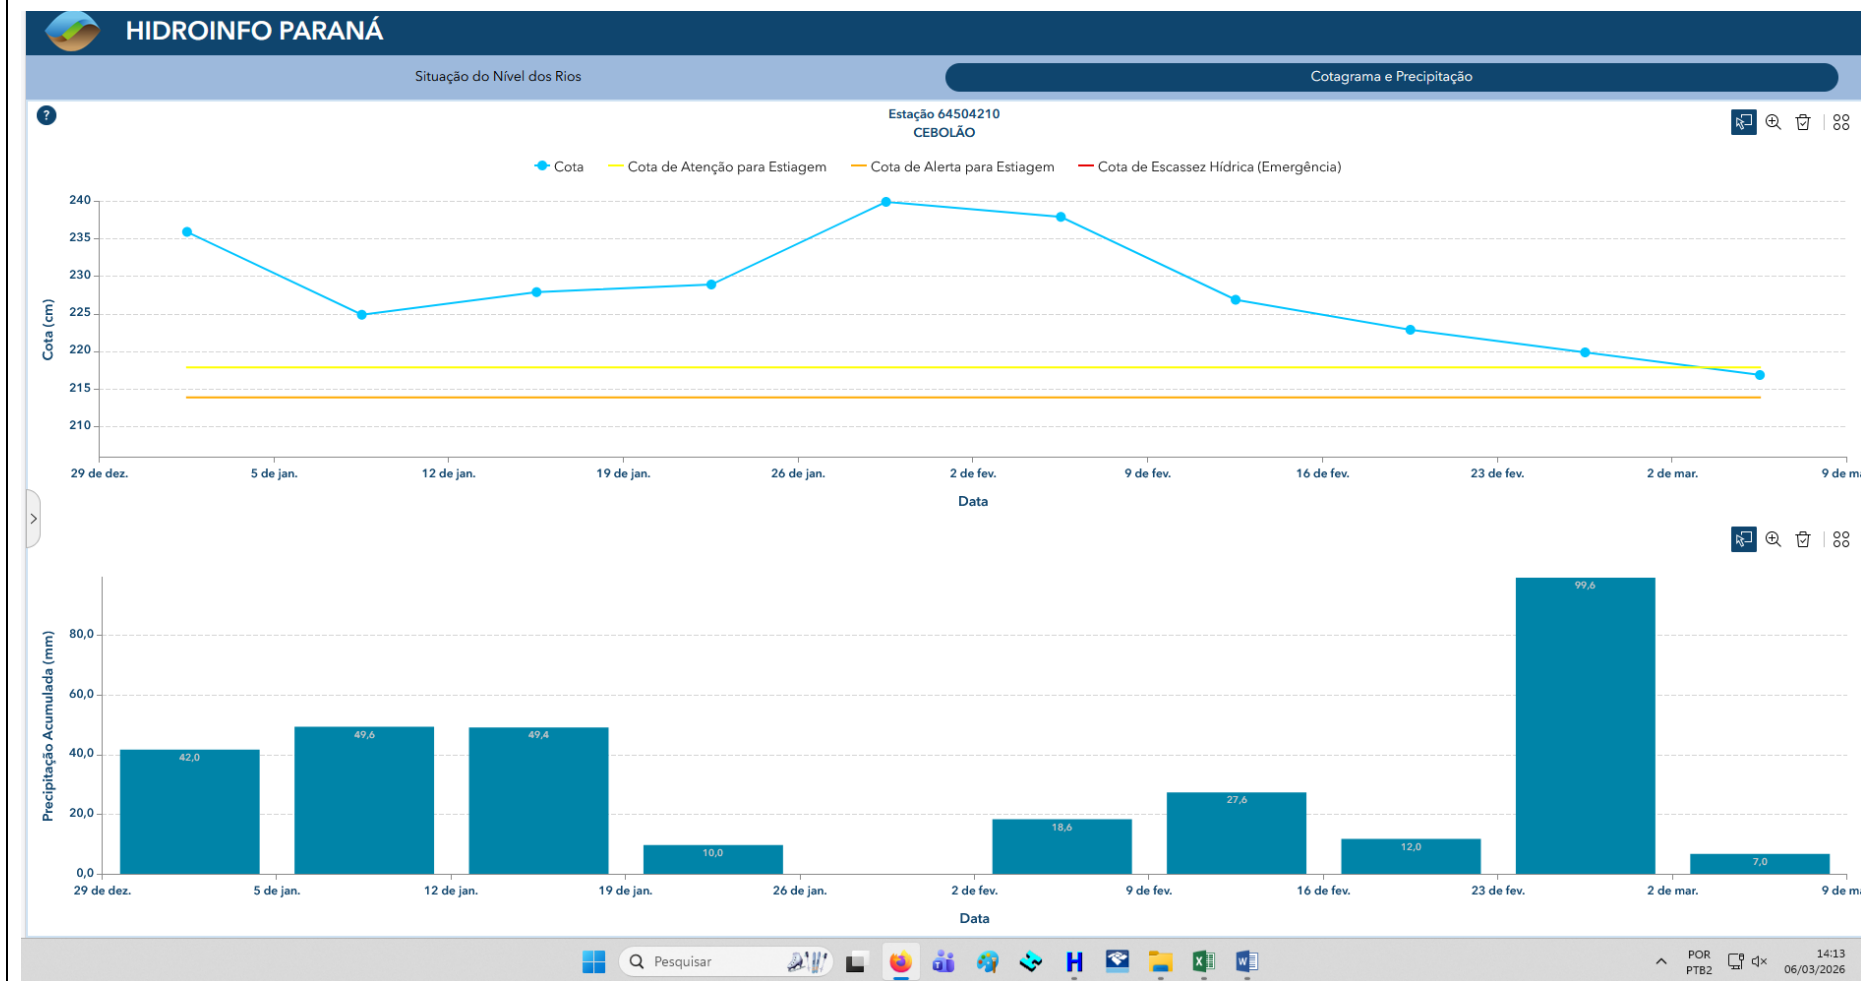 HIDROINFO PARANÁ
Situação do Nível dos Rios
Cotagrama e Precipitação
?
Estação 64504210
CEBOLÃO
Cota
Cota de Atenção para Estiagem
Cota de Alerta para Estiagem
Cota de Escassez Hídrica (Emergência)
Cota (cm)
240
235
230
225
220
215
210
29 de dez.
5 de jan.
12 de jan.
19 de jan.
26 de jan.
2 de fev.
9 de fev.
16 de fev.
23 de fev.
2 de mar.
9 de ma
Data
Precipitação Acumulada (mm)
80,0
60,0
40,0
20,0
0,0
42,0
49,6
49,4
10,0
18,6
27,6
12,0
99,6
7,0
29 de dez.
5 de jan.
12 de jan.
19 de jan.
26 de jan.
2 de fev.
9 de fev.
16 de fev.
23 de fev.
2 de mar.
9 de ma
Data
Pesquisar
H
POR
PTB2
14:13
06/03/2026